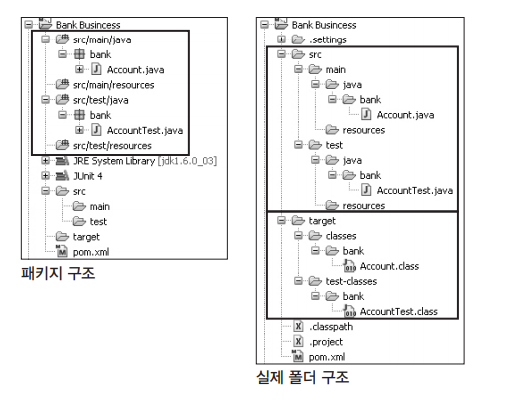 Bank Businsess
src/main/java
bank
Account.java
src/main/resources
src/test/java
bank
AccountTest.java
src/test/resources
JRE System Library [jdk1.6.0_03]
JUnit 4
src
main
test
target
pom.xml
패키지 구조
Bank Businsess
.settings
src
main
java
bank
Account.java
resources
test
java
bank
AccountTest.java
resources
target
classes
bank
Account.class
test-classes
bank
AccountTest.class
.classpath
.project
pom.xml
실제 폴더 구조